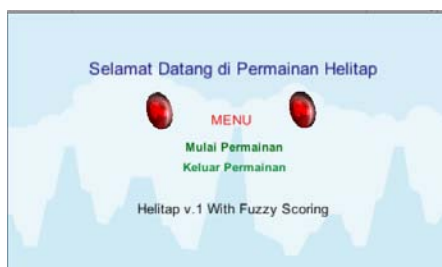 Selamat Datang di Permainan Helitap
MENU
Mulai Permainan
Keluar Permainan
Helitap v.1 With Fuzzy Scoring